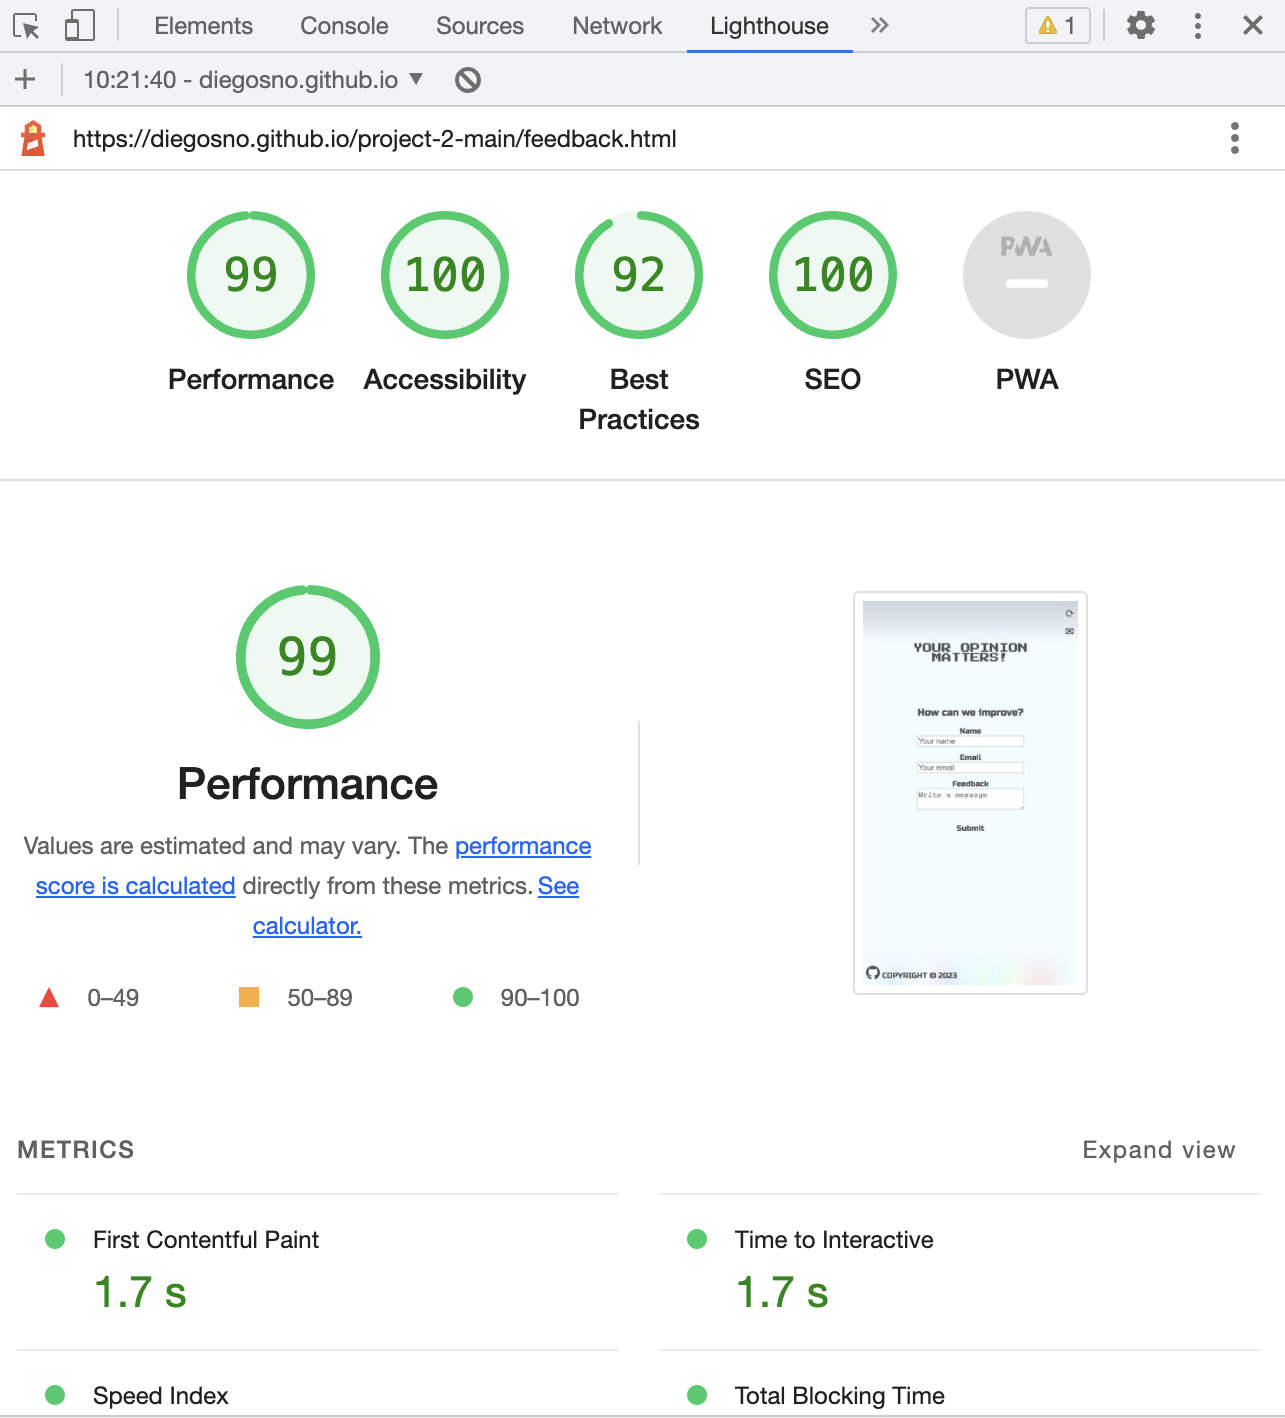 Elements Console Sources Network Lighthouse 1
10:21:40 - diegosno.github.io
https://diegosno.github.io/project-2-main/feedback.html
99 100 92 100 PWA
Performance Accessibility Best Practices SEO PWA
99
Performance
Values are estimated and may vary. The performance
score is calculated directly from these metrics. See
calculator.
0–49 50–89 90–100
YOUR OPINION
MATTERS!
How can we improve?
Name
Your name
Email
Your email
Feedback
Write a message
Submit
COPYRIGHT © 2023
METRICS Expand view
First Contentful Paint Time to Interactive
1.7 s 1.7 s
Speed Index Total Blocking Time